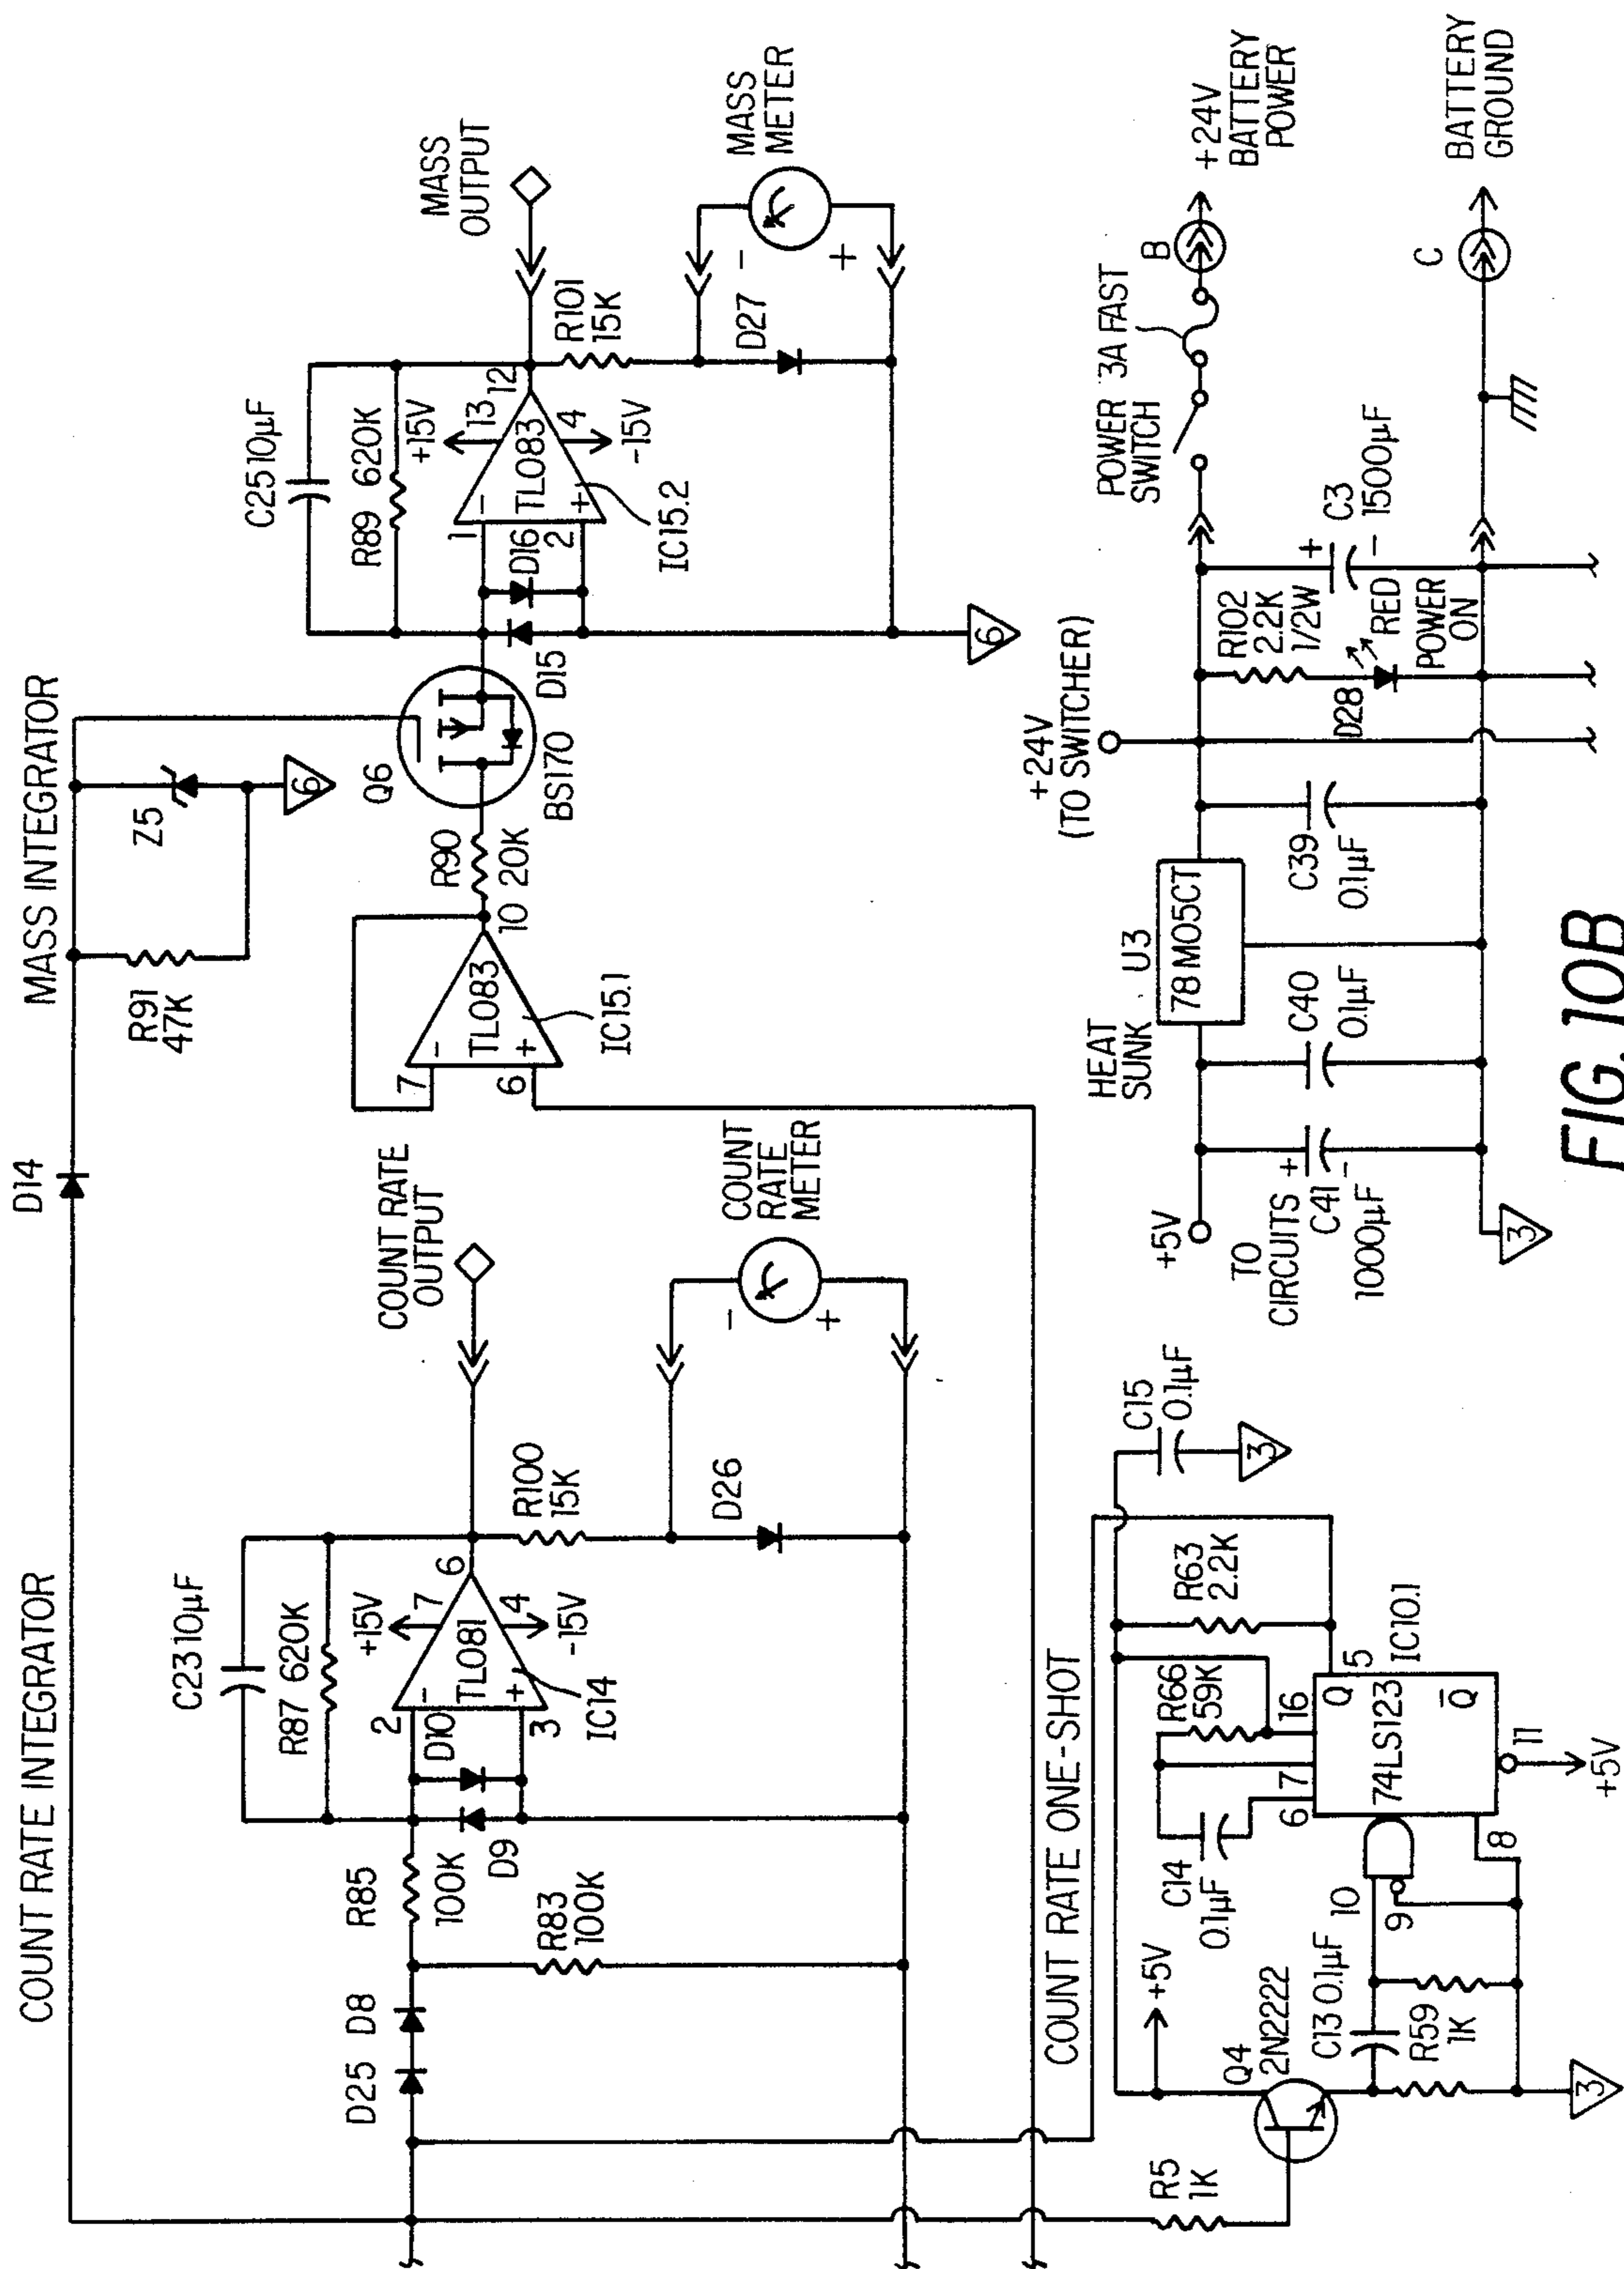 COUNT RATE INTEGRATOR
MASS INTEGRATOR
D14
R91
47K
Z5
6
C23 10µF
R87 620K
+15V
7
2
D10
TL081
6
3
4
-15V
IC14
D25
D8
R85
100K
D9
R83
100K
R100
15K
D26
COUNT RATE
OUTPUT
COUNT
RATE
METER
-
+
7
-
TL083
+
6
10
IC15.1
R90
20K
Q6
BS170
D15
C25 10µF
R89 620K
+15V
13
1
-
TL083
+
12
D16
2
4
-15V
IC15.2
6
MASS
OUTPUT
R101
15K
D27
MASS
METER
-
+
COUNT RATE ONE-SHOT
R5
1K
Q4
2N2222
+5V
C13 0.1µF
R59
1K
3
10
9
C14
0.1µF
R66
59K
6
7
16
74LS123
Q
5
Q̅
8
11
+5V
IC10.1
R63
2.2K
C15
0.1µF
3
+5V
TO
CIRCUITS
C41
+
-
1000µF
3
HEAT
SUNK
U3
78 M05CT
C40
0.1µF
C39
0.1µF
+24V
(TO SWITCHER)
R102
2.2K
1/2W
D28
RED
POWER
ON
C3
+
-
1500µF
POWER
SWITCH
3A FAST
B
+24V
BATTERY
POWER
C
BATTERY
GROUND
FIG. 10B